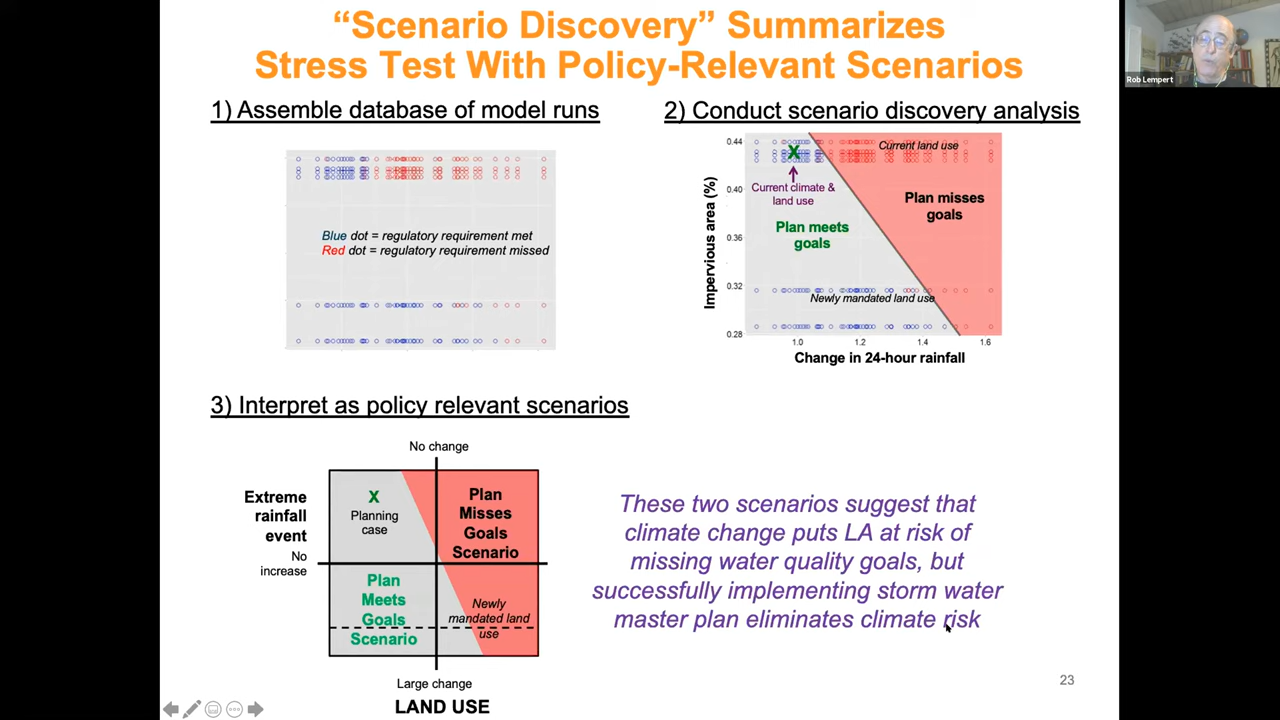 “Scenario Discovery” Summarizes
Stress Test With Policy-Relevant Scenarios
Rob Lempert
1) Assemble database of model runs
Blue dot = regulatory requirement met
Red dot = regulatory requirement missed
2) Conduct scenario discovery analysis
Impervious area (%)
0.44
0.40
0.36
0.32
0.28
X
Current land use
Current climate &
land use
Plan misses
goals
Plan meets
goals
Newly mandated land use
1.0
1.2
1.4
1.6
Change in 24-hour rainfall
3) Interpret as policy relevant scenarios
No change
Extreme
rainfall
event
No
increase
X
Planning
case
Plan
Misses
Goals
Scenario
Plan
Meets
Goals
Scenario
Newly
mandated land
use
Large change
LAND USE
These two scenarios suggest that
climate change puts LA at risk of
missing water quality goals, but
successfully implementing storm water
master plan eliminates climate risk
23